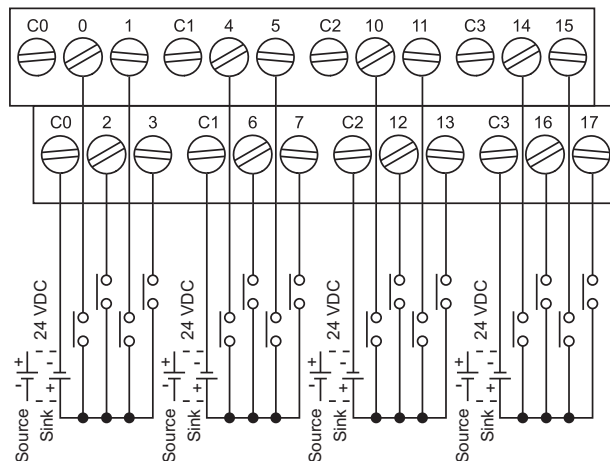 C0 0 1 C1 4 5 C2 10 11 C3 14 15
C0 2 3 C1 6 7 C2 12 13 C3 16 17
24 VDC
+ -
- +
Source
Sink
24 VDC
+ -
- +
Source
Sink
24 VDC
+ -
- +
Source
Sink
24 VDC
+ -
- +
Source
Sink